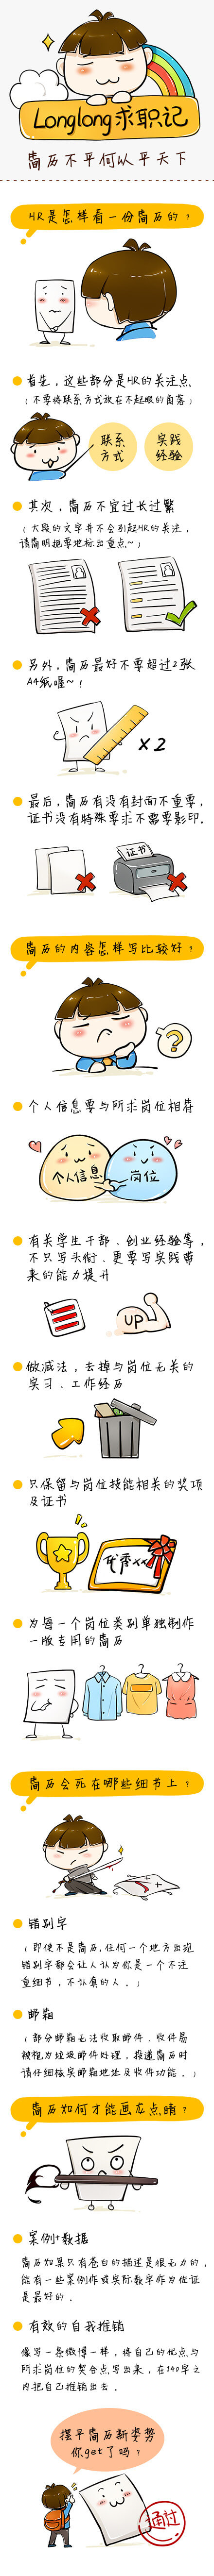 Longlong求职记
简历不平何以平天下
HR是怎样看一份简历的？
首先，这些部分是HR的关注点
（不要将联系方式放在不起眼的角落）
联系
方式
实践
经验
其次，简历不宜过长过繁
（大段的文字并不会引起HR的关注，
请简明扼要地标出重点~）
另外，简历最好不要超过2张
A4纸喔~！
×2
最后，简历有没有封面不重要，
证书没有特殊要求不需要影印。
证书
简历的内容怎样写比较好？
?
个人信息要与所求岗位相符
个人信息
岗位
有关学生干部、创业经验等，
不只写头衔、更要写实践带
来的能力提升
UP
做减法，去掉与岗位无关的
实习、工作经历
只保留与岗位技能相关的奖项
及证书
优秀××
为每一个岗位类别单独制作
一版专用的简历
简历会死在哪些细节上？
错别字
（即使不是简历，任何一个地方出现
错别字都会让人认为你是一个不注
重细节，不认真的人。）
邮箱
（部分邮箱无法收取邮件、收件易
被视为垃圾邮件处理，投递简历时
请仔细核实邮箱地址及收件功能。）
简历如何才能画龙点睛？
案例+数据
简历如果只有苍白的描述是很无力的，
能有一些案例作或实际数字作为佐证
是最好的。
有效的自我推销
像写一条微博一样，将自己的优点与
所求岗位的契合点写出来，在140字之
内把自己推销出去。
摆平简历新姿势
你get了吗？
通过